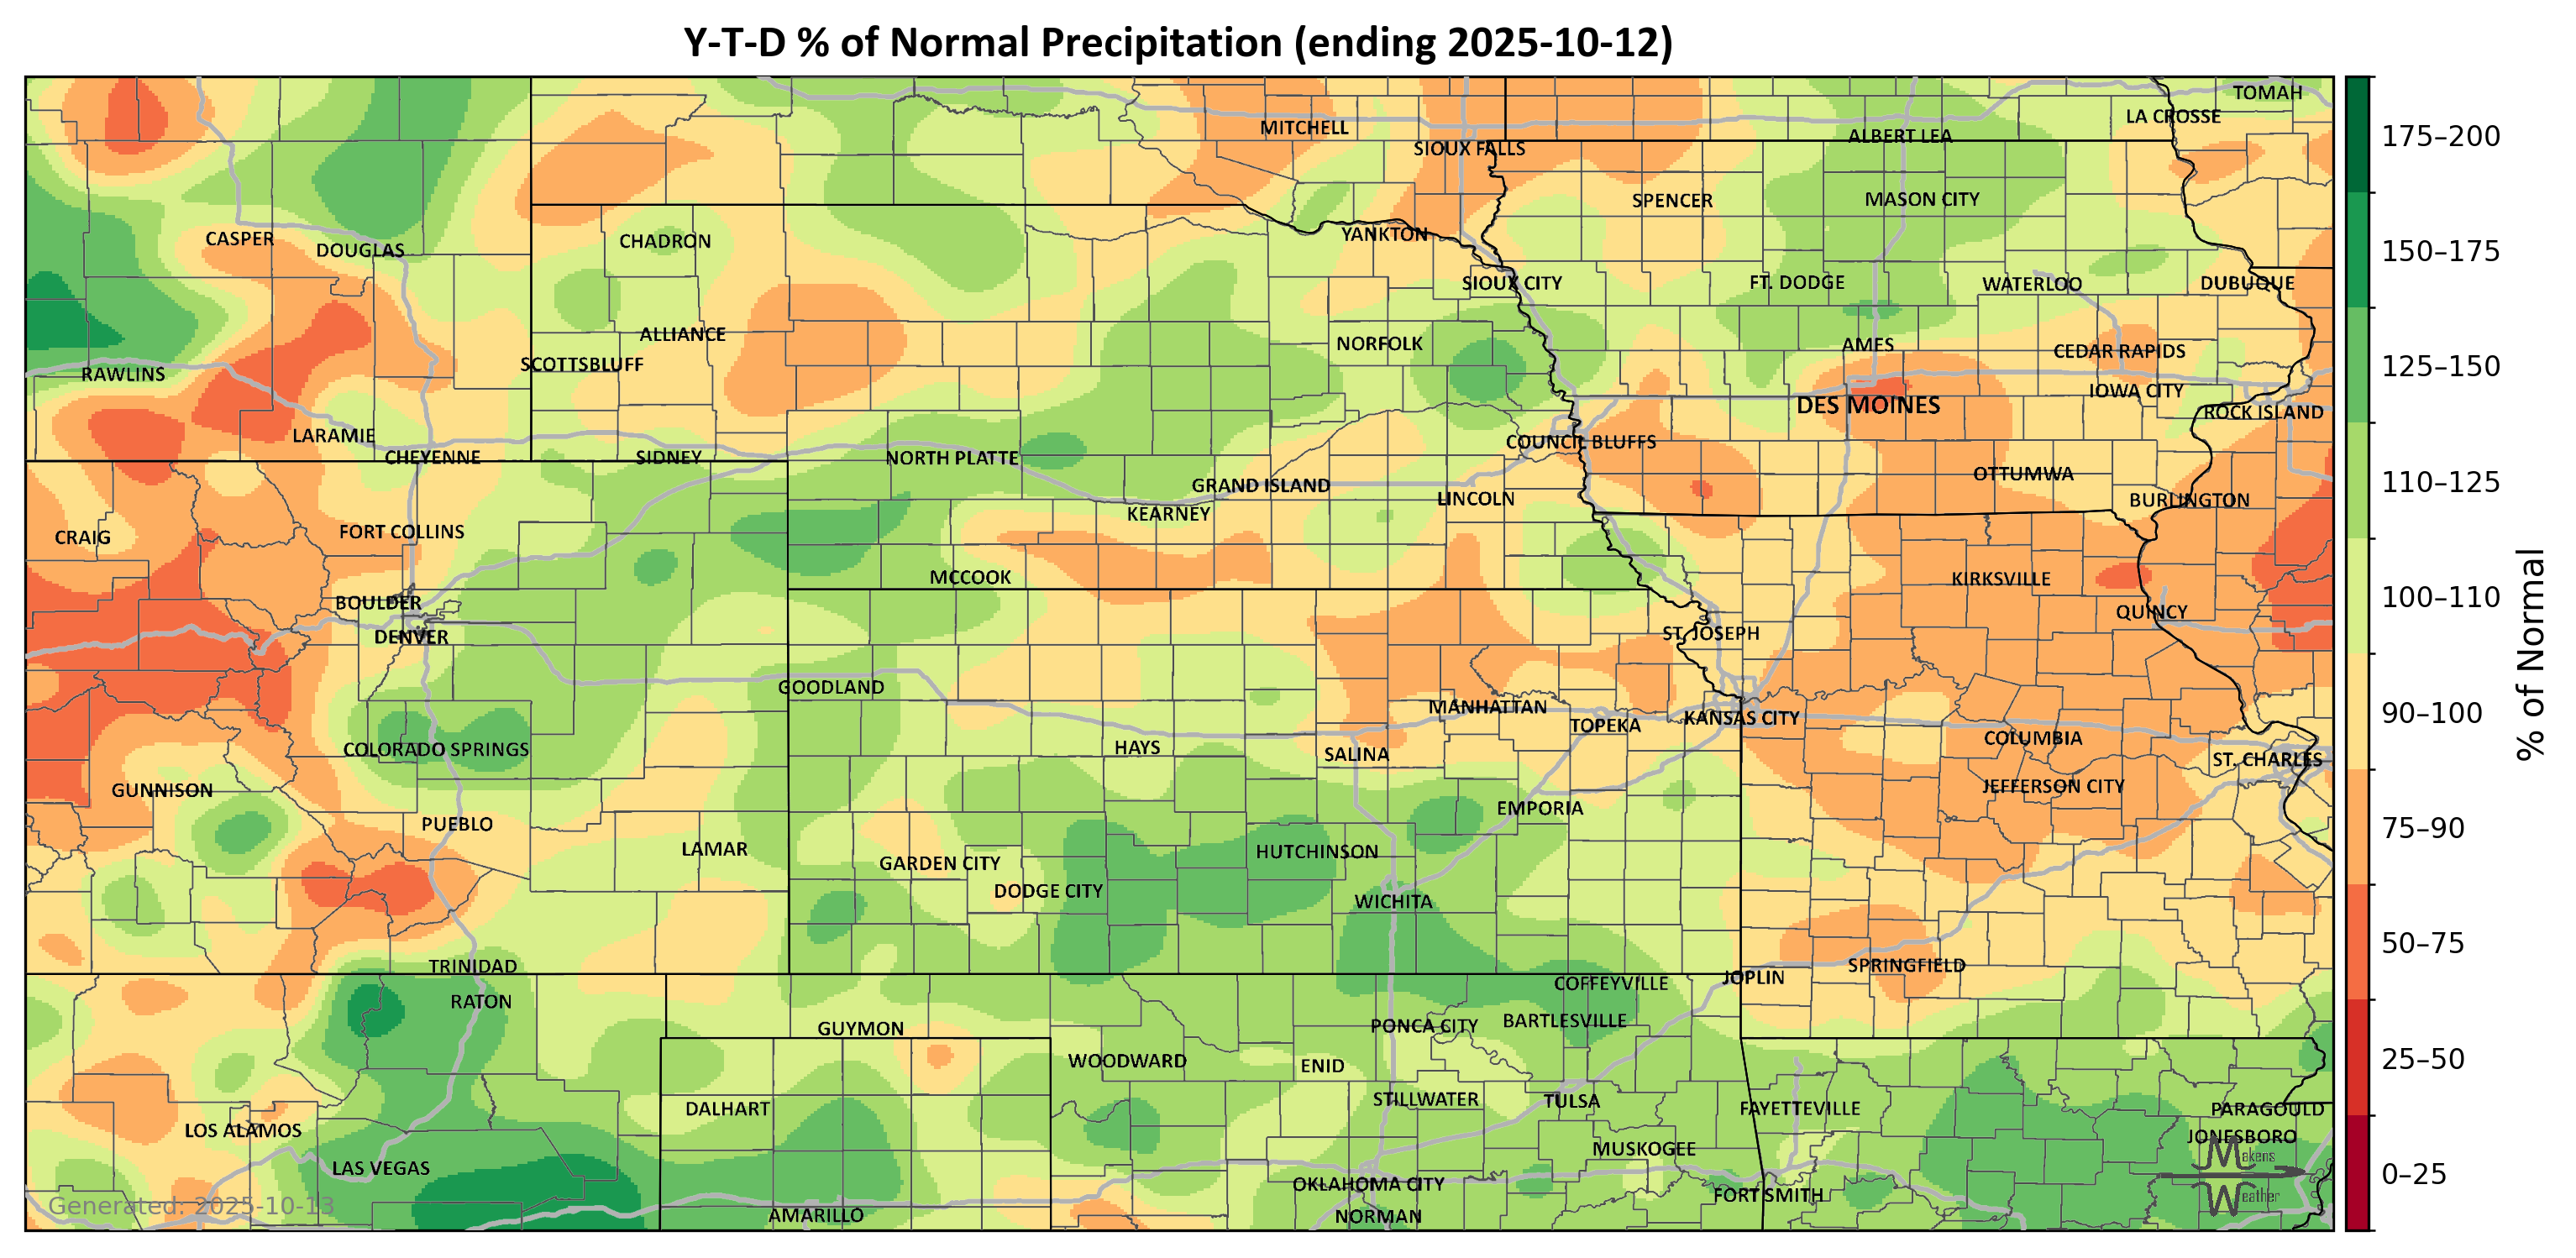 Y-T-D % of Normal Precipitation (ending 2025-10-12)
TOMAH
LA CROSSE
MITCHELL
ALBERT LEA
SIOUX FALLS
SPENCER
MASON CITY
YANKTON
CASPER
DOUGLAS
CHADRON
SIOUX CITY
FT. DODGE
WATERLOO
DUBUQUE
ALLIANCE
NORFOLK
AMES
CEDAR RAPIDS
SCOTTSBLUFF
RAWLINS
IOWA CITY
DES MOINES
ROCK ISLAND
LARAMIE
COUNCIL BLUFFS
CHEYENNE
SIDNEY
NORTH PLATTE
OTTUMWA
GRAND ISLAND
LINCOLN
BURLINGTON
KEARNEY
CRAIG
FORT COLLINS
MCCOOK
KIRKSVILLE
BOULDER
QUINCY
DENVER
ST. JOSEPH
GOODLAND
MANHATTAN
TOPEKA
KANSAS CITY
COLUMBIA
COLORADO SPRINGS
HAYS
SALINA
ST. CHARLES
GUNNISON
JEFFERSON CITY
EMPORIA
PUEBLO
LAMAR
HUTCHINSON
GARDEN CITY
DODGE CITY
WICHITA
TRINIDAD
SPRINGFIELD
JOPLIN
COFFEYVILLE
RATON
GUYMON
PONCA CITY
BARTLESVILLE
WOODWARD
ENID
DALHART
STILLWATER
TULSA
FAYETTEVILLE
PARAGOULD
LOS ALAMOS
JONESBORO
MUSKOGEE
LAS VEGAS
OKLAHOMA CITY
FORT SMITH
AMARILLO
NORMAN
Generated: 2025-10-13
Makens
Weather
175–200
150–175
125–150
110–125
100–110
90–100
75–90
50–75
25–50
0–25
% of Normal